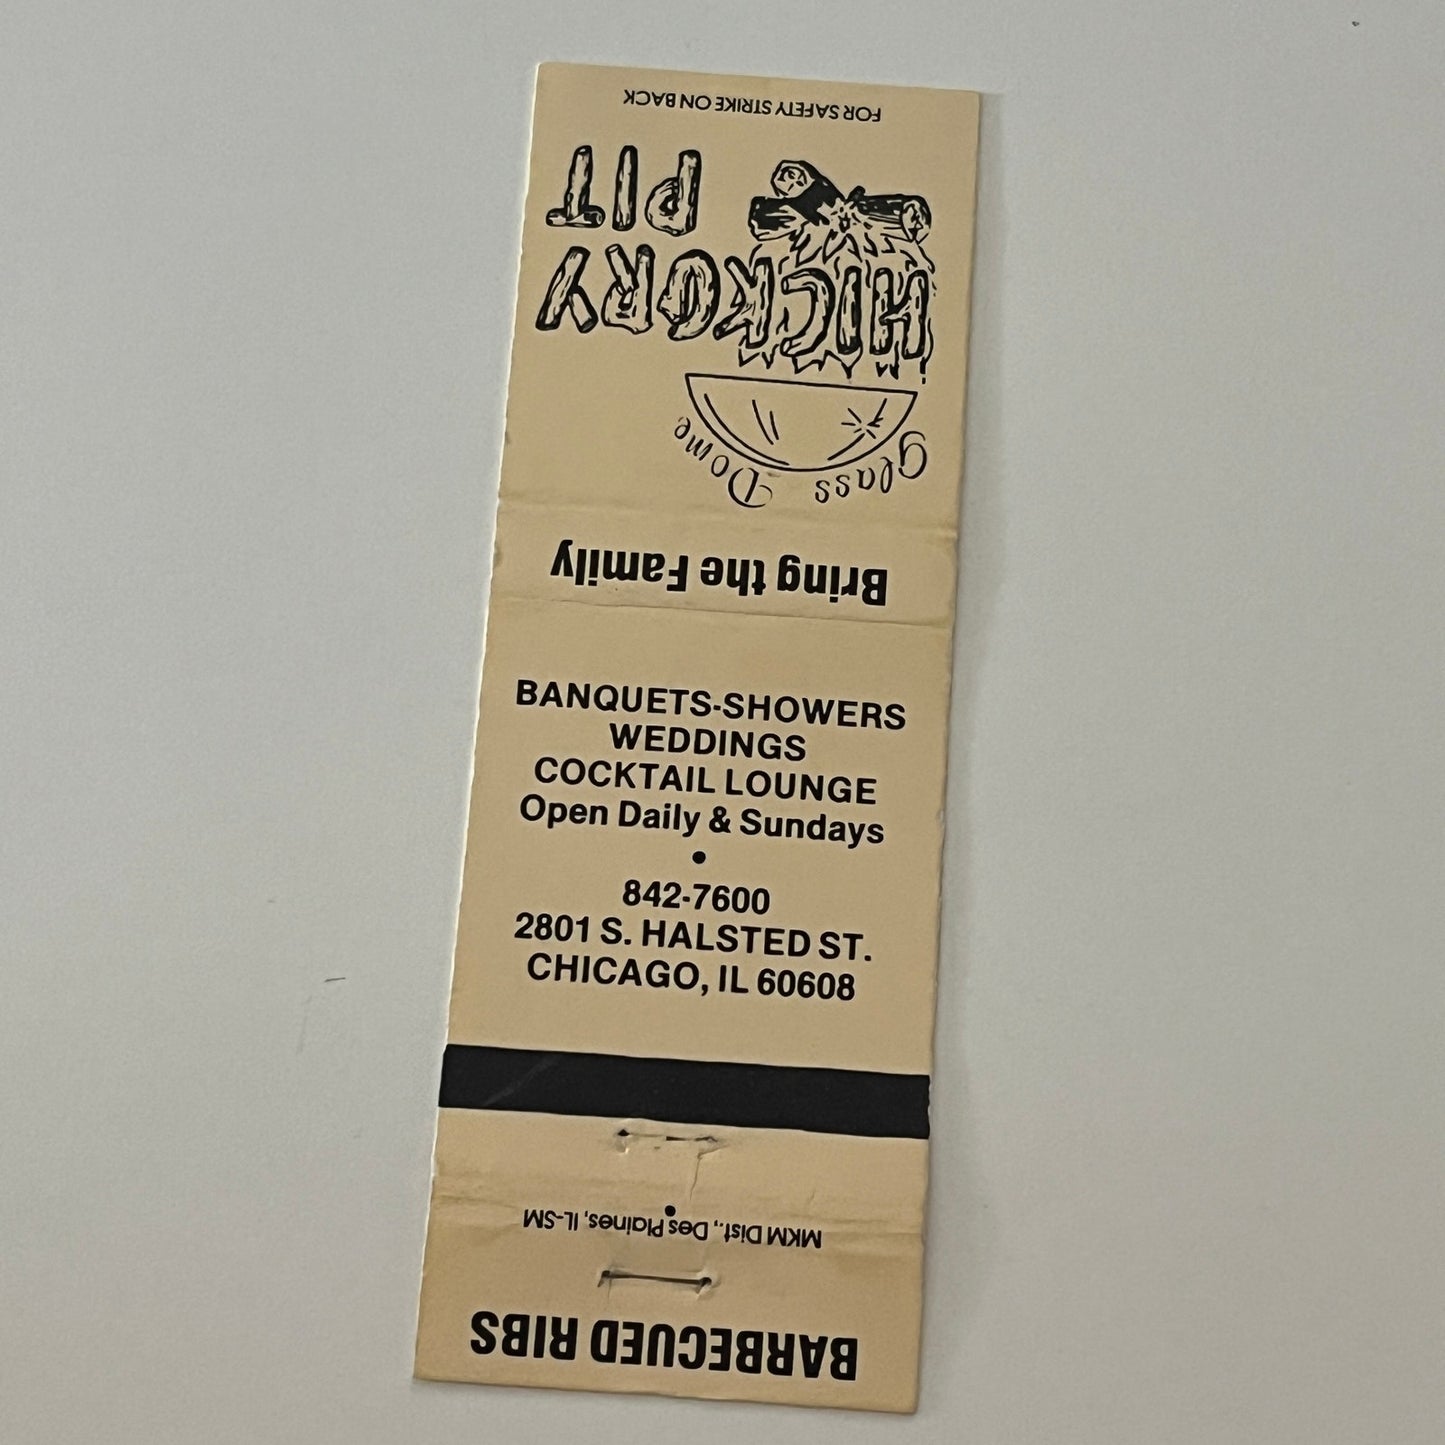 FOR SAFETY STRIKE ON BACK
Glass Dome
HICKORY
PIT
Bring the Family
BANQUETS-SHOWERS
WEDDINGS
COCKTAIL LOUNGE
Open Daily & Sundays
•
842-7600
2801 S. HALSTED ST.
CHICAGO, IL 60608
MKM Dist., Des Plaines, IL-SM
BARBECUED RIBS